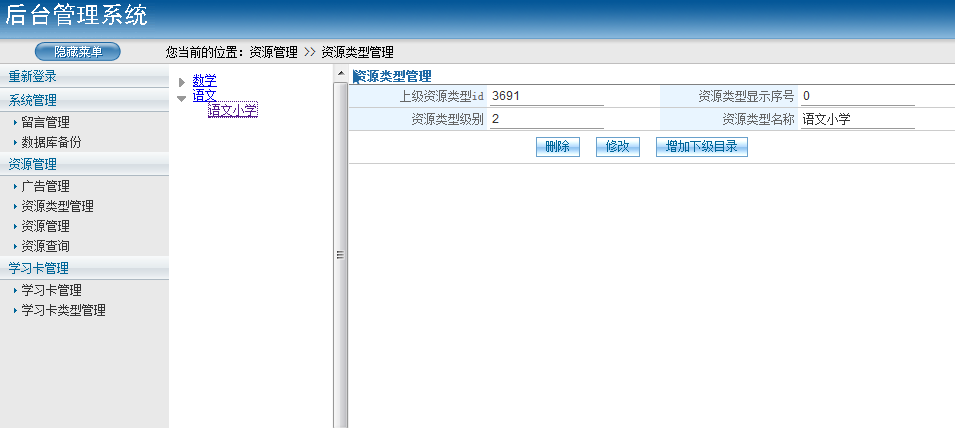 后台管理系统
隐藏菜单
您当前的位置：资源管理 >> 资源类型管理
重新登录
系统管理
留言管理
数据库备份
资源管理
广告管理
资源类型管理
资源管理
资源查询
学习卡管理
学习卡管理
学习卡类型管理
数学
语文
语文小学
资源类型管理
上级资源类型id 3691 资源类型显示序号 0
资源类型级别 2 资源类型名称 语文小学
删除 修改 增加下级目录